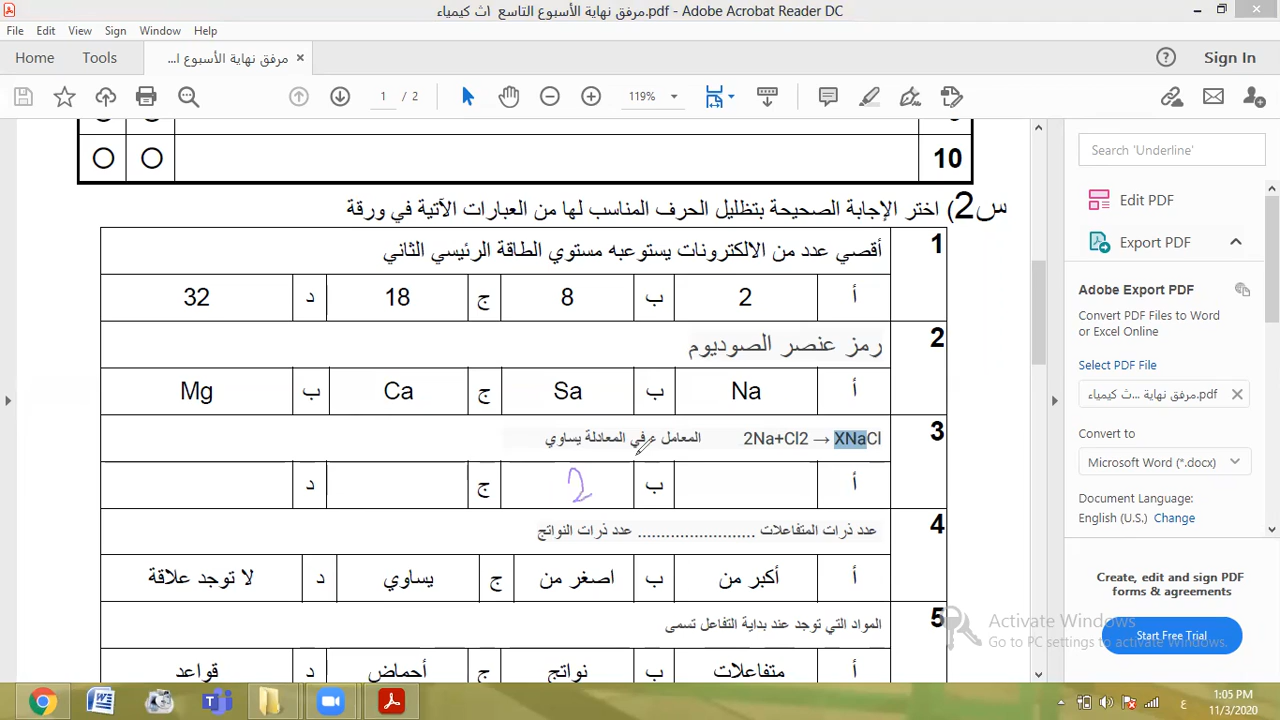 مرفق نهاية الأسبوع التاسع اث كيمياء.pdf - Adobe Acrobat Reader DC
File Edit View Sign Window Help
Home Tools مرفق نهاية الأسبوع ا... Sign In
1 / 2 119%
10
س2) اختر الإجابة الصحيحة بتظليل الحرف المناسب لها من العبارات الآتية في ورقة
1 أقصي عدد من الالكترونات يستوعبه مستوي الطاقة الرئيسي الثاني
أ 2 ب 8 ج 18 د 32
2 رمز عنصر الصوديوم
أ Na ب Sa ج Ca ب Mg
3 2Na+Cl2 → XNaCl المعامل في المعادلة يساوي
أ ب 2 ج د
4 عدد ذرات المتفاعلات ......................... عدد ذرات النواتج
أ أكبر من ب اصغر من ج يساوي د لا توجد علاقة
5 المواد التي توجد عند بداية التفاعل تسمى
أ متفاعلات ب نواتج ج أحماض د قواعد
Search 'Underline'
Edit PDF
Export PDF
Adobe Export PDF
Convert PDF Files to Word
or Excel Online
Select PDF File
مرفق نهاية ...ث كيمياء.pdf
Convert to
Microsoft Word (*.docx)
Document Language:
English (U.S.) Change
Create, edit and sign PDF
forms & agreements
Start Free Trial
Activate Windows
Go to PC settings to activate Windows.
ع
1:05 PM
11/3/2020